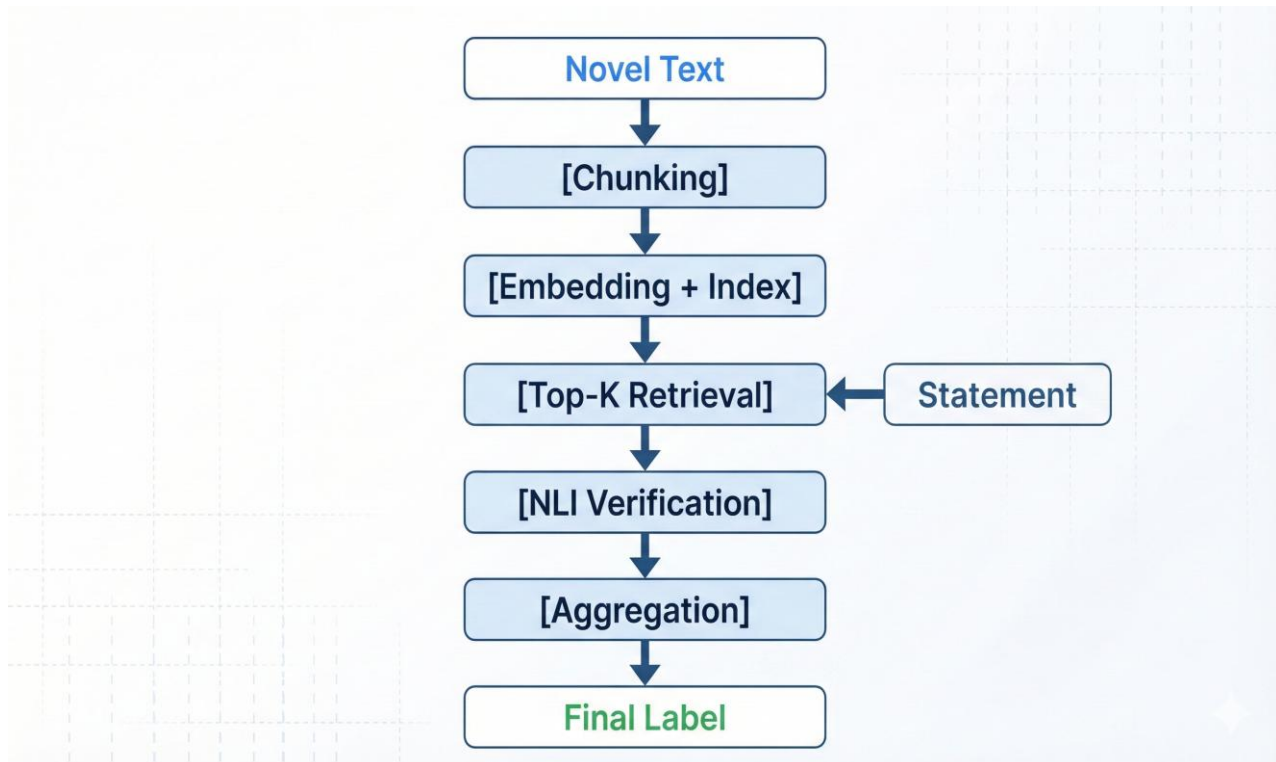 Novel Text
[Chunking]
[Embedding + Index]
[Top-K Retrieval]
Statement
[NLI Verification]
[Aggregation]
Final Label